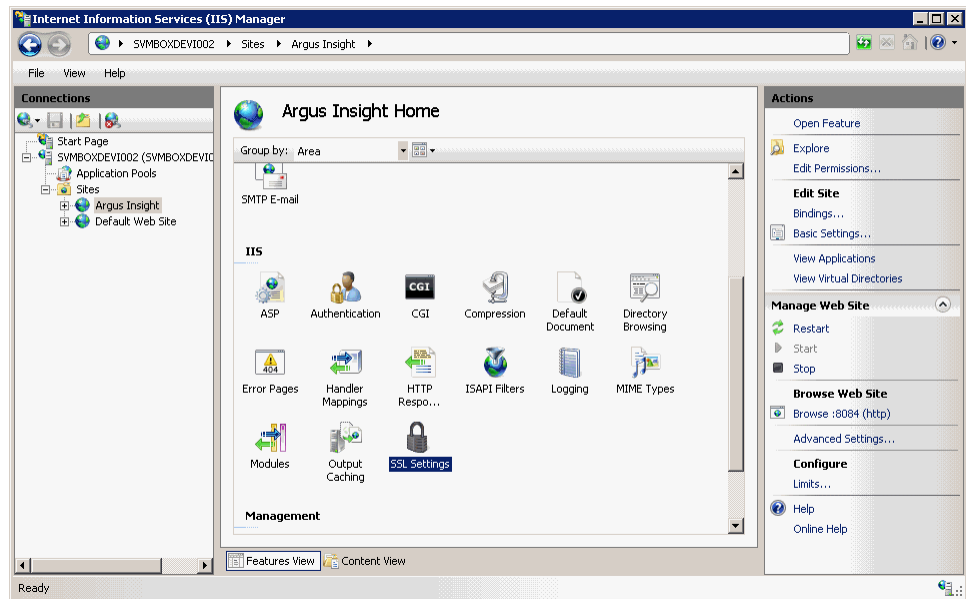 Internet Information Services (IIS) Manager
SVMBOXDEVI002 Sites Argus Insight
File View Help
Connections
Start Page
SVMBOXDEVI002 (SVMBOXDEVIC
Application Pools
Sites
Argus Insight
Default Web Site
Argus Insight Home
Group by: Area
SMTP E-mail
IIS
ASP
Authentication
CGI
CGI
Compression
Default
Document
Directory
Browsing
404
Error Pages
Handler
Mappings
HTTP
Respo...
ISAPI Filters
Logging
MIME Types
Modules
Output
Caching
SSL Settings
Management
Features View Content View
Actions
Open Feature
Explore
Edit Permissions...
Edit Site
Bindings...
Basic Settings...
View Applications
View Virtual Directories
Manage Web Site
Restart
Start
Stop
Browse Web Site
Browse :8084 (http)
Advanced Settings...
Configure
Limits...
Help
Online Help
Ready